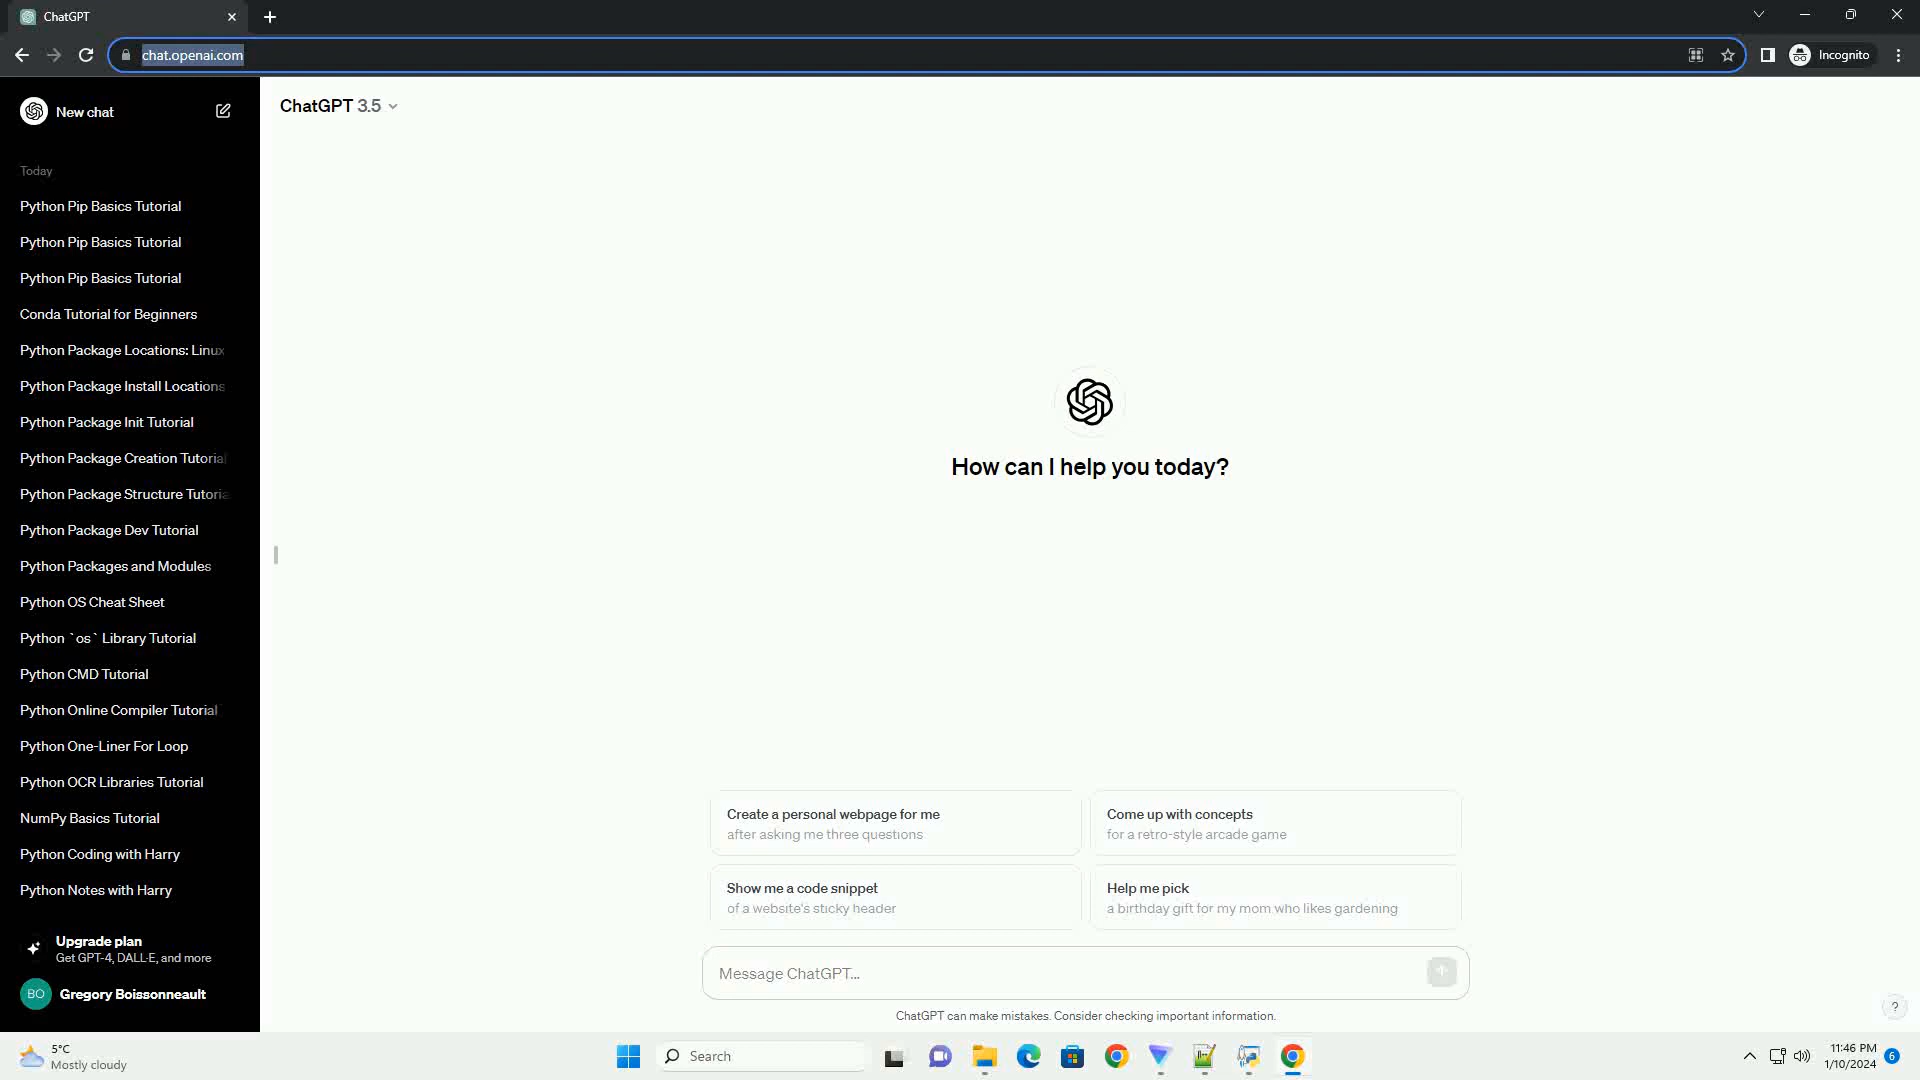 ChatGPT
chat.openai.com
Incognito
New chat
ChatGPT 3.5
Today
Python Pip Basics Tutorial
Python Pip Basics Tutorial
Python Pip Basics Tutorial
Conda Tutorial for Beginners
Python Package Locations: Linux
Python Package Install Locations
Python Package Init Tutorial
Python Package Creation Tutorial
Python Package Structure Tutoria
Python Package Dev Tutorial
Python Packages and Modules
Python OS Cheat Sheet
Python `os` Library Tutorial
Python CMD Tutorial
Python Online Compiler Tutorial
Python One-Liner For Loop
Python OCR Libraries Tutorial
NumPy Basics Tutorial
Python Coding with Harry
Python Notes with Harry
Upgrade plan
Get GPT-4, DALL·E, and more
BO
Gregory Boissonneault
How can I help you today?
Create a personal webpage for me
after asking me three questions
Come up with concepts
for a retro-style arcade game
Show me a code snippet
of a website's sticky header
Help me pick
a birthday gift for my mom who likes gardening
Message ChatGPT...
ChatGPT can make mistakes. Consider checking important information.
?
5°C
Mostly cloudy
Search
11:46 PM
1/10/2024
6